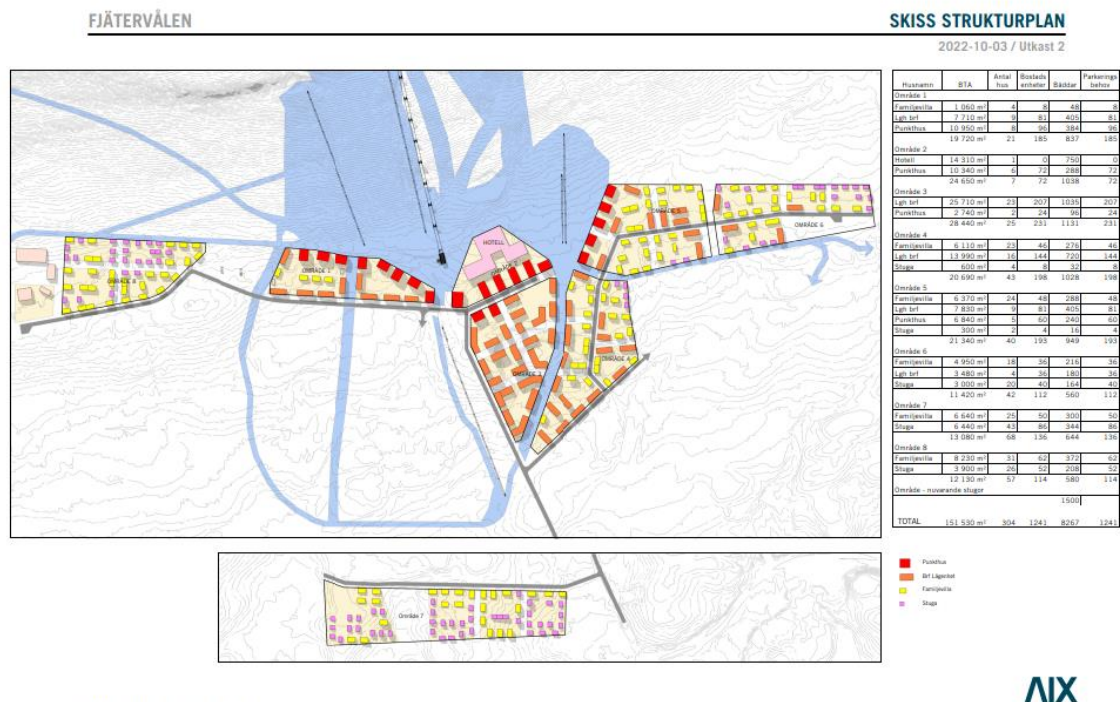 FJÄTERVÅLEN
SKISS STRUKTURPLAN
2022-10-03 / Utkast 2
HOTELL
OMRÅDE 1
OMRÅDE 3
OMRÅDE 4
OMRÅDE 6
OMRÅDE 8
Område 7
Husnamn BTA Antal hus Bostads enheter Bäddar Parkerings behov
Område 1
Familjevilla 1 060 m² 4 8 48 8
Lgh brf 7 710 m² 9 81 405 81
Punkthus 10 950 m² 8 96 384 96
19 720 m² 21 185 837 185
Område 2
Hotell 14 310 m² 1 0 750 0
Punkthus 10 340 m² 6 72 288 72
24 650 m² 7 72 1038 72
Område 3
Lgh brf 25 710 m² 23 207 1035 207
Punkthus 2 740 m² 2 24 96 24
28 440 m² 25 231 1131 231
Område 4
Familjevilla 6 110 m² 23 46 276 46
Lgh brf 13 990 m² 16 144 720 144
Stuga 600 m² 4 8 32 8
20 690 m² 43 198 1028 198
Område 5
Familjevilla 6 370 m² 24 48 288 48
Lgh brf 7 830 m² 9 81 405 81
Punkthus 6 840 m² 5 60 240 60
Stuga 300 m² 2 4 16 4
21 340 m² 40 193 949 193
Område 6
Familjevilla 4 950 m² 18 36 216 36
Lgh brf 3 480 m² 4 36 180 36
Stuga 3 000 m² 20 40 164 40
11 420 m² 42 112 560 112
Område 7
Familjevilla 6 640 m² 25 50 300 50
Stuga 6 440 m² 43 86 344 86
13 080 m² 68 136 644 136
Område 8
Familjevilla 8 230 m² 31 62 372 62
Stuga 3 900 m² 26 52 208 52
12 130 m² 57 114 580 114
Område - nuvarande stugor
1500
TOTAL 151 530 m² 304 1241 8267 1241
Punkthus
Brf Lägenhet
Familjevilla
Stuga
AIX